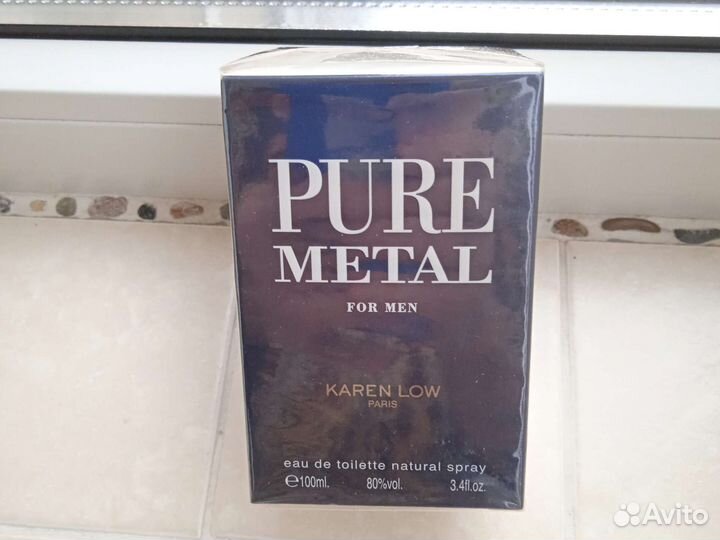 PURE
METAL
FOR MEN
KAREN LOW
PARIS
eau de toilette natural spray
℮100ml. 80%vol. 3.4fl.oz.
Avito